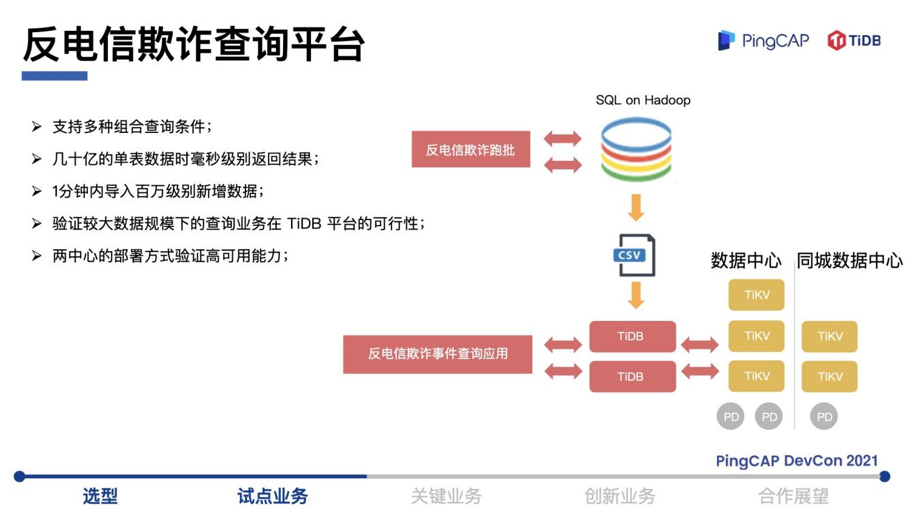 反电信欺诈查询平台
PingCAP
TiDB
支持多种组合查询条件；
几十亿的单表数据时毫秒级别返回结果；
1分钟内导入百万级别新增数据；
验证较大数据规模下的查询业务在 TiDB 平台的可行性；
两中心的部署方式验证高可用能力；
SQL on Hadoop
反电信欺诈跑批
CSV
数据中心
同城数据中心
TiKV
反电信欺诈事件查询应用
TiDB
TiKV
TiKV
TiDB
TiKV
TiKV
PD
PD
PD
PingCAP DevCon 2021
选型
试点业务
关键业务
创新业务
合作展望